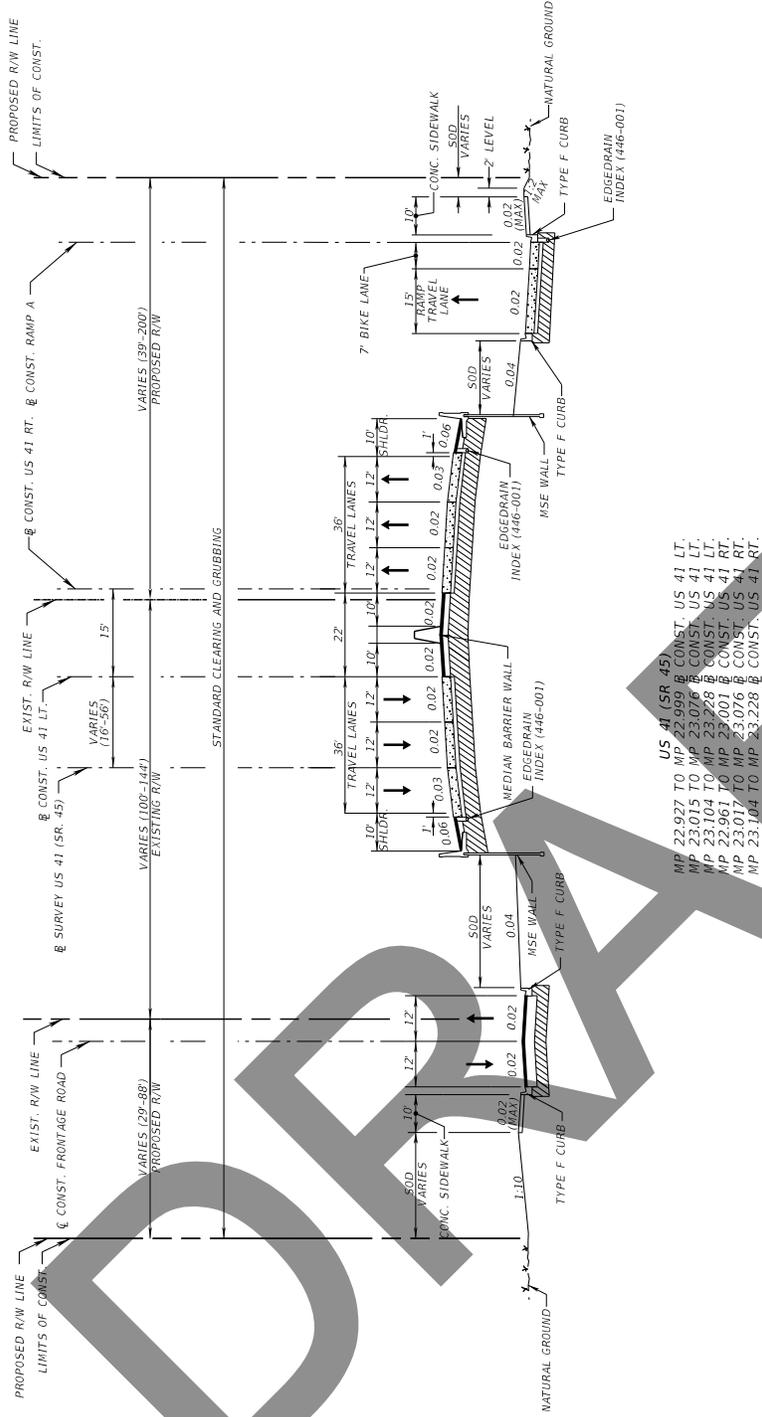 PROPOSED R/W LINE
LIMITS OF CONST.
EXIST. R/W LINE
℄ CONST. FRONTAGE ROAD
VARIES (29'-88')
PROPOSED R/W
B SURVEY US 41 (SR. 45)
B CONST. US 41 LT.
EXIST. R/W LINE
VARIES
(16'-56')
15'
VARIES (100'-144')
EXISTING R/W
B CONST. US 41 RT.
B CONST. RAMP A
PROPOSED R/W LINE
LIMITS OF CONST.
VARIES (39'-200')
PROPOSED R/W
STANDARD CLEARING AND GRUBBING
SOD
VARIES
10'
CONC. SIDEWALK
12'
12'
SOD
VARIES
10'
SHLDR.
1'
36'
TRAVEL LANES
12'
12'
12'
22'
10'
10'
36'
TRAVEL LANES
12'
12'
12'
10'
SHLDR.
1'
SOD
VARIES
7' BIKE LANE
15'
RAMP
TRAVEL
LANE
10'
CONC. SIDEWALK
SOD
VARIES
2' LEVEL
NATURAL GROUND
1:10
0.02
(MAX)
0.02
0.02
0.04
0.06
0.03
0.02
0.02
0.02
0.02
0.02
0.02
0.03
0.06
0.04
0.02
0.02
0.02
(MAX)
1:2
MAX
NATURAL GROUND
TYPE F CURB
TYPE F CURB
MSE WALL
MEDIAN BARRIER WALL
EDGEDRAIN
INDEX (446-001)
EDGEDRAIN
INDEX (446-001)
MSE WALL
TYPE F CURB
TYPE F CURB
EDGEDRAIN
INDEX (446-001)
US 41 (SR 45)
MP 22.927 TO MP 22.999 B CONST. US 41 LT.
MP 23.015 TO MP 23.076 B CONST. US 41 LT.
MP 23.104 TO MP 23.228 B CONST. US 41 LT.
MP 22.961 TO MP 23.001 B CONST. US 41 RT.
MP 23.017 TO MP 23.076 B CONST. US 41 RT.
MP 23.104 TO MP 23.228 B CONST. US 41 RT.